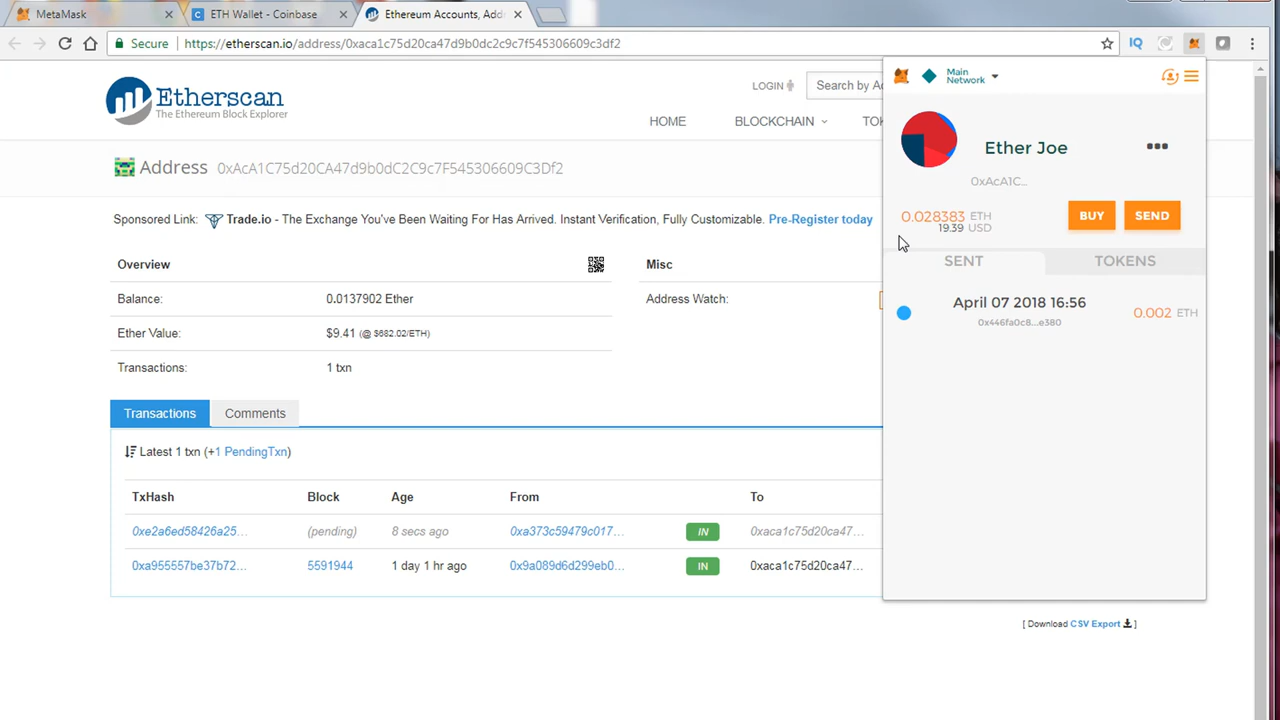 MetaMask
ETH Wallet - Coinbase
Ethereum Accounts, Addr
Secure
https://etherscan.io/address/0xaca1c75d20ca47d9b0dc2c9c7f545306609c3df2
IQ
Etherscan
The Ethereum Block Explorer
LOGIN
Search by Ad
HOME
BLOCKCHAIN
TOK
Address 0xAcA1C75d20CA47d9b0DC2C9C7F545306609C3Df2
Sponsored Link: Trade.io - The Exchange You've Been Waiting For Has Arrived. Instant Verification, Fully Customizable. Pre-Register today
Overview
Balance: 0.0137902 Ether
Ether Value: $9.41 (@ $682.02/ETH)
Transactions: 1 txn
Misc
Address Watch:
Transactions
Comments
Latest 1 txn (+1 PendingTxn)
TxHash Block Age From To
0xe2a6ed58426a25... (pending) 8 secs ago 0xa373c59479c017... IN 0xaca1c75d20ca47...
0xa955557be37b72... 5591944 1 day 1 hr ago 0x9a089d6d299eb0... IN 0xaca1c75d20ca47...
[ Download CSV Export ]
Main
Network
Ether Joe
0xAcA1C...
0.028383 ETH
19.39 USD
BUY
SEND
SENT
TOKENS
April 07 2018 16:56
0x446fa0c8...e380
0.002 ETH